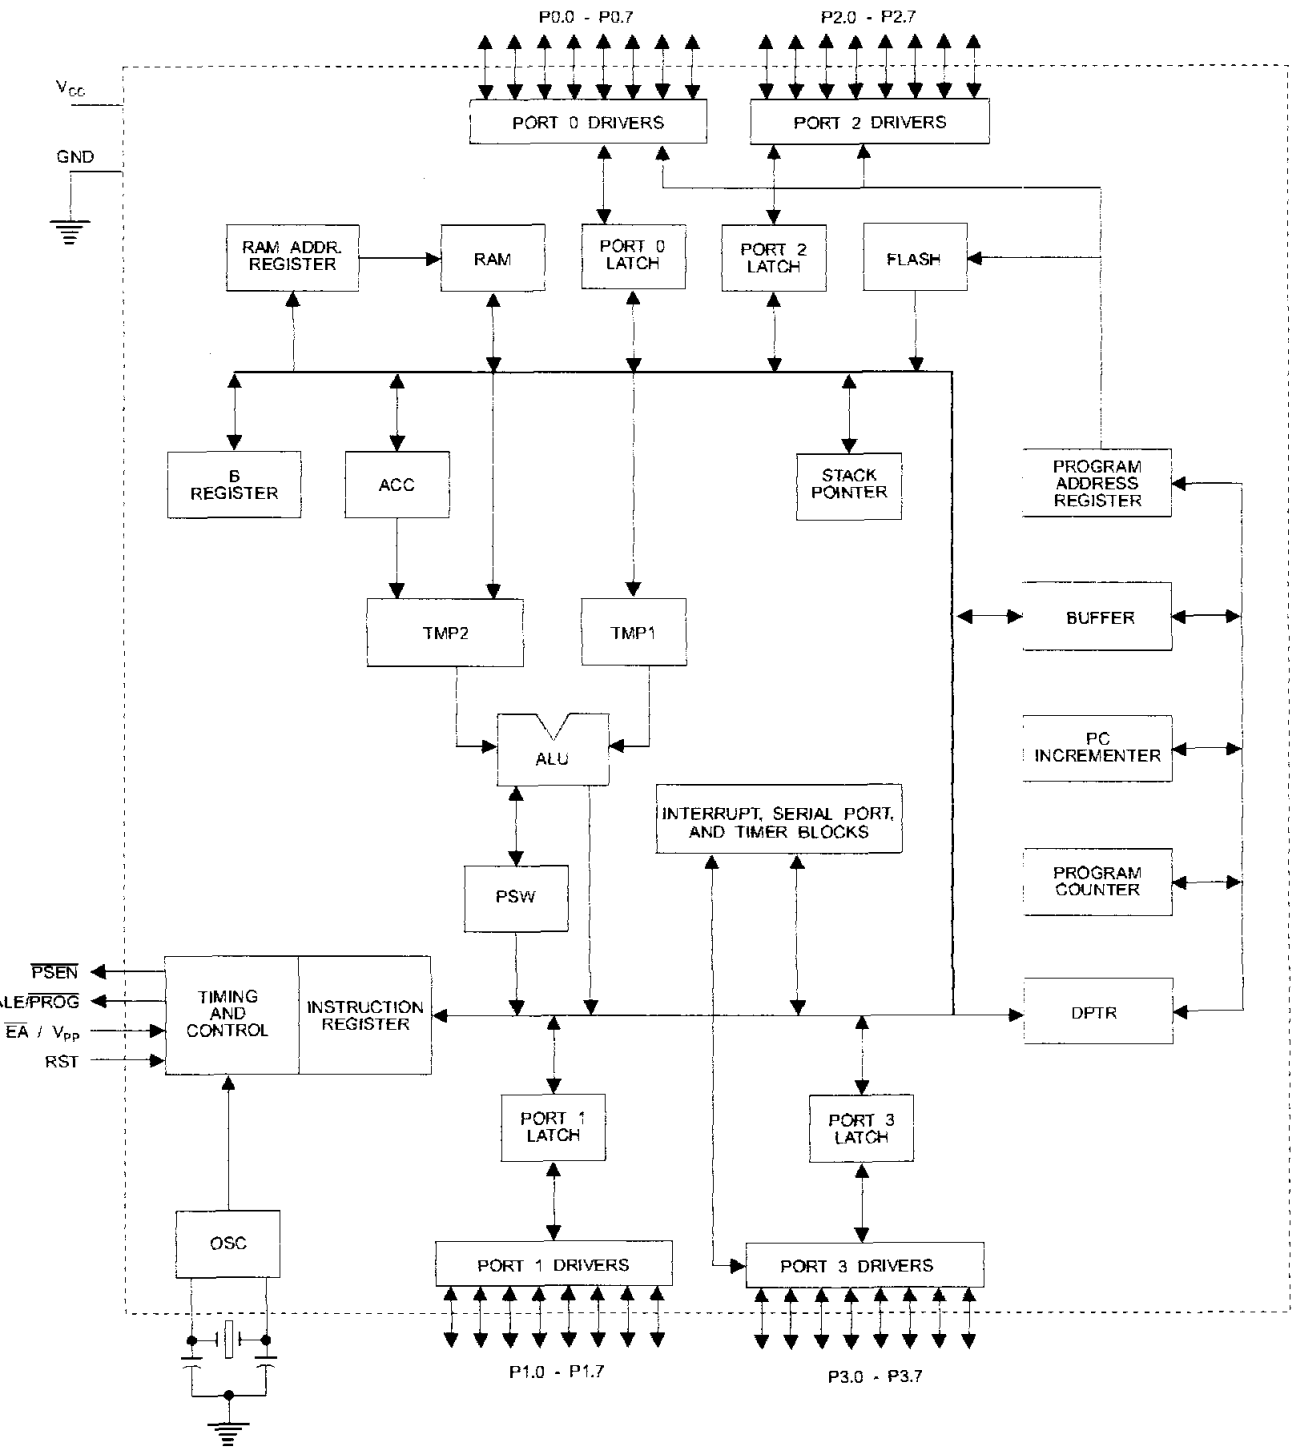 P0.0 - P0.7
P2.0 - P2.7
VCC
PORT 0 DRIVERS
PORT 2 DRIVERS
GND
RAM ADDR.
REGISTER
RAM
PORT 0
LATCH
PORT 2
LATCH
FLASH
B
REGISTER
ACC
STACK
POINTER
PROGRAM
ADDRESS
REGISTER
TMP2
TMP1
BUFFER
ALU
PC
INCREMENTER
INTERRUPT, SERIAL PORT,
AND TIMER BLOCKS
PSW
PROGRAM
COUNTER
PSEN
ALE/PROG
EA / VPP
RST
TIMING
AND
CONTROL
INSTRUCTION
REGISTER
DPTR
PORT 1
LATCH
PORT 3
LATCH
OSC
PORT 1 DRIVERS
PORT 3 DRIVERS
P1.0 - P1.7
P3.0 - P3.7